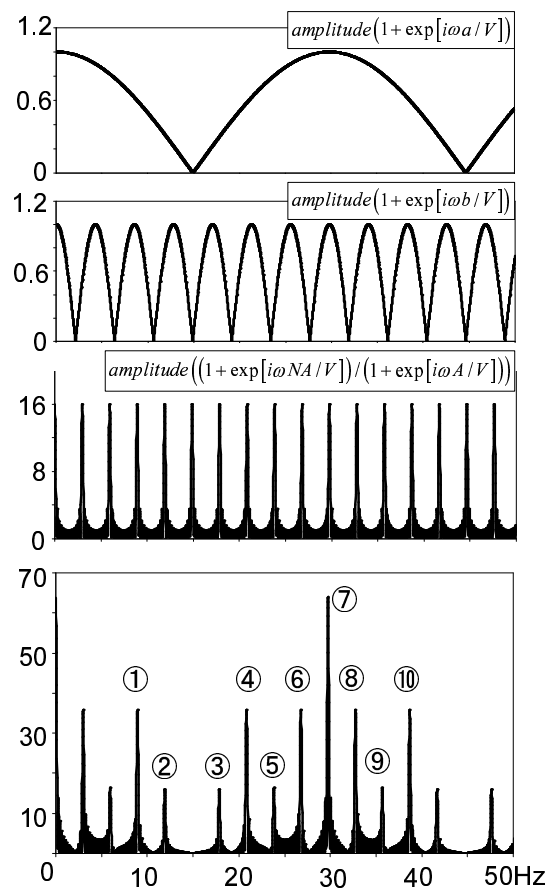 1.2
amplitude(1+exp[iωa/V])
0.6
0
1.2
amplitude(1+exp[iωb/V])
0.6
0
amplitude((1+exp[iωNA/V])/(1+exp[iωA/V]))
16
8
0
70
⑦
50
① ④ ⑥ ⑧ ⑩
30
② ③ ⑤ ⑨
10
0 10 20 30 40 50Hz